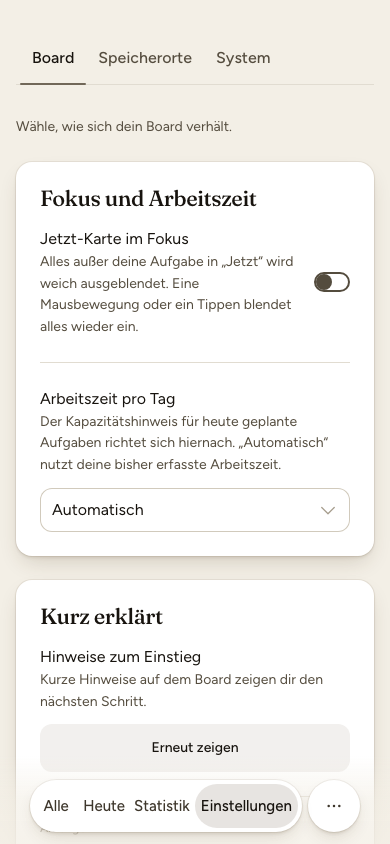 Board Speicherorte System
Wähle, wie sich dein Board verhält.
Fokus und Arbeitszeit
Jetzt-Karte im Fokus
Alles außer deine Aufgabe in „Jetzt“ wird
weich ausgeblendet. Eine
Mausbewegung oder ein Tippen blendet
alles wieder ein.
Arbeitszeit pro Tag
Der Kapazitätshinweis für heute geplante
Aufgaben richtet sich hiernach. „Automatisch“
nutzt deine bisher erfasste Arbeitszeit.
Automatisch
Kurz erklärt
Hinweise zum Einstieg
Kurze Hinweise auf dem Board zeigen dir den
nächsten Schritt.
Erneut zeigen
Alle Heute Statistik Einstellungen